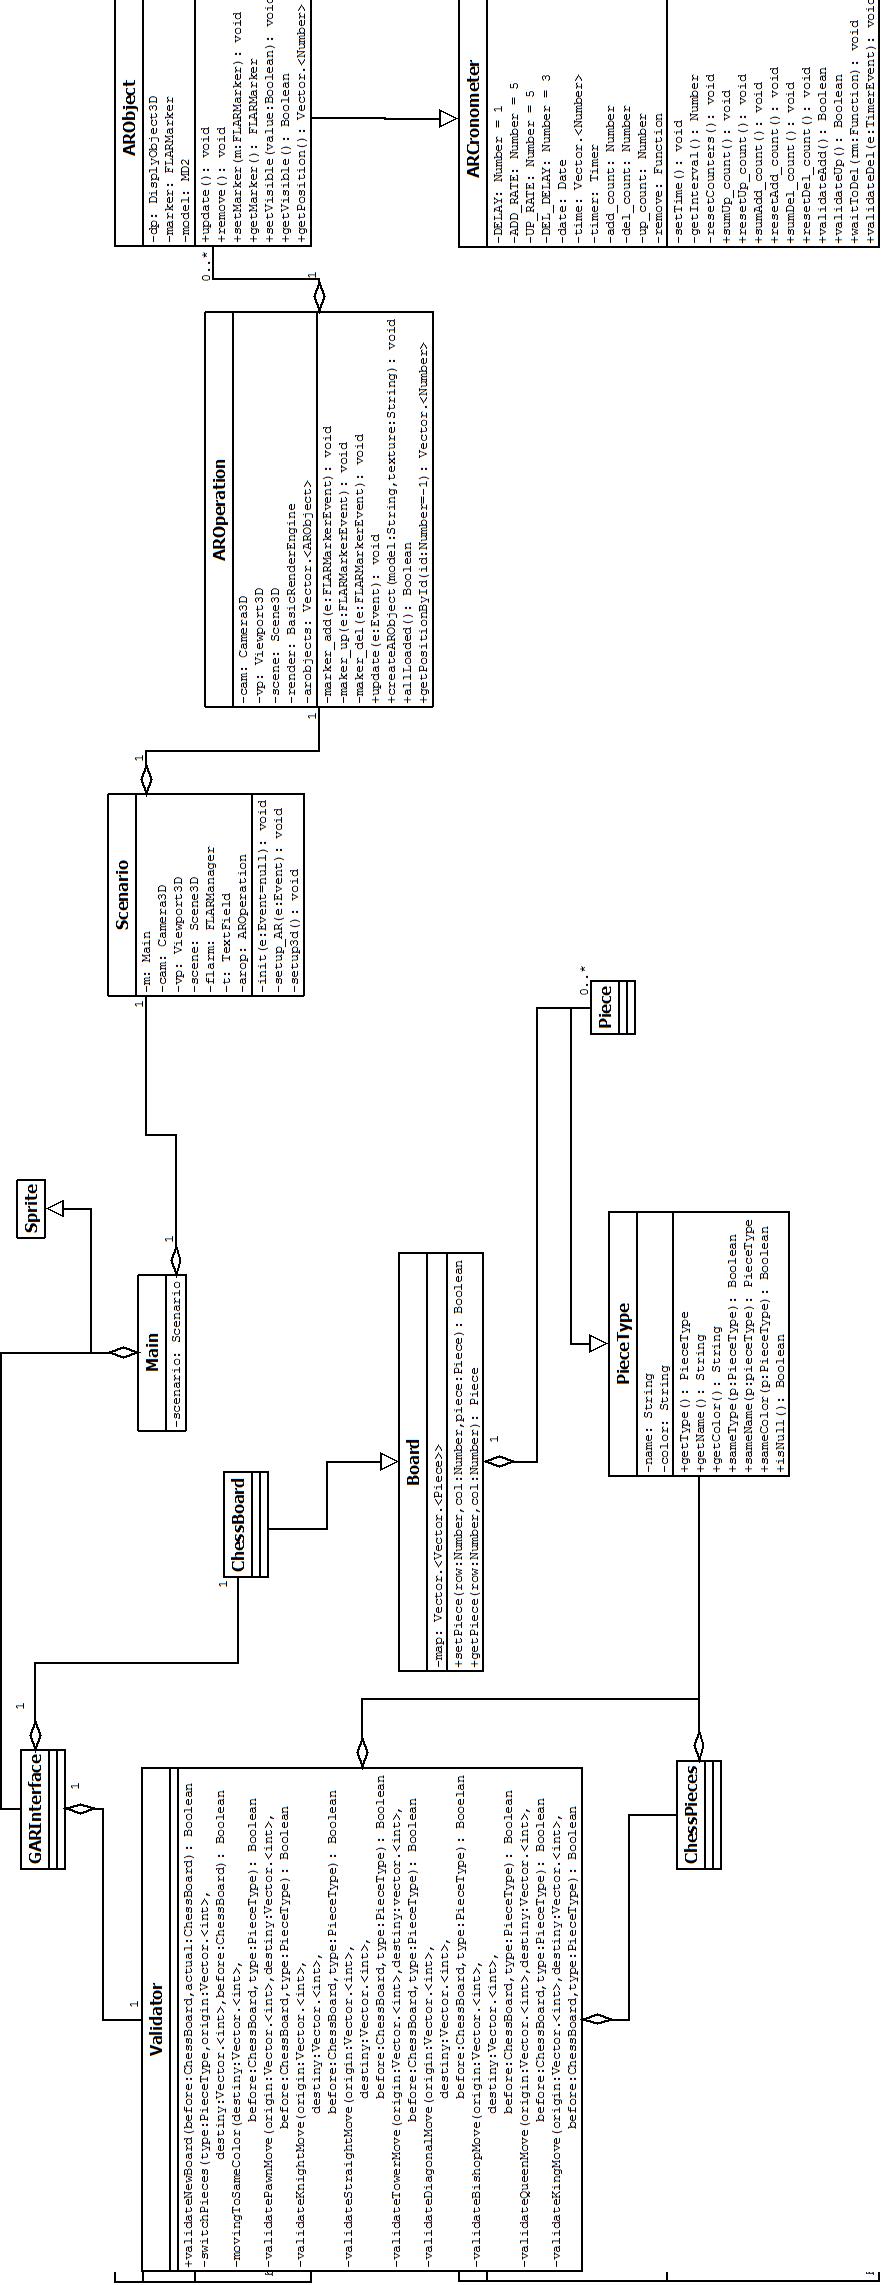 ARObject
-dp: DisplyObject3D
-marker: FLARMarker
-model: MD2
+update(): void
+remove(): void
+setMarker(m:FLARMarker): void
+getMarker(): FLARMarker
+setVisible(value:Boolean): void
+getVisible(): Boolean
+getPosition(): Vector.<Number>
0..*
1
ARCronometer
-DELAY: Number = 1
-ADD_RATE: Number = 5
-UP_RATE: Number = 5
-DEL_DELAY: Number = 3
-date: Date
-time: Vector.<Number>
-timer: Timer
-add_count: Number
-del_count: Number
-up_count: Number
-remove: Function
-setTime(): void
-getInterval(): Number
-resetCounters(): void
+sumUp_count(): void
+resetUp_count(): void
+sumAdd_count(): void
+resetAdd_count(): void
+sumDel_count(): void
+resetDel_count(): void
+validateAdd(): Boolean
+validateUp(): Boolean
+waitToDel(rm:Function): void
-validateDel(e:TimerEvent): void
AROperation
-cam: Camera3D
-vp: Viewport3D
-scene: Scene3D
-render: BasicRenderEngine
-arobjects: Vector.<ARObject>
-marker_add(e:FLARMarkerEvent): void
-maker_up(e:FLARMarkerEvent): void
-maker_del(e:FLARMarkerEvent): void
+update(e:Event): void
+createARObject(model:String,texture:String): void
+allLoaded(): Boolean
+getPositionById(id:Number=-1): Vector.<Number>
1
1
Scenario
-m: Main
-cam: Camera3D
-vp: Viewport3D
-scene: Scene3D
-flarm: FLARManager
-t: TextField
-arop: AROperation
-init(e:Event=null): void
-setup_AR(e:Event): void
-setup3d(): void
1
1
Sprite
Main
-scenario: Scenario
Piece
0..*
PieceType
-name: String
-color: String
+getType(): PieceType
+getName(): String
+getColor(): String
+sameType(p:PieceType): Boolean
+sameName(p:pieceType): PieceType
+sameColor(p:PieceType): Boolean
+isNull(): Boolean
Board
-map: Vector.<Vector.<Piece>>
+setPiece(row:Number,col:Number,piece:Piece): Boolean
+getPiece(row:Number,col:Number): Piece
1
ChessBoard
1
1
GARInterface
1
1
Validator
+validateNewBoard(before:ChessBoard,actual:ChessBoard): Boolean
-switchPieces(type:PieceType,origin:Vector.<int>,
destiny:Vector.<int>,before:ChessBoard): Boolean
-movingToSameColor(destiny:Vector.<int>,
before:ChessBoard,type:PieceType): Boolean
-validatePawnMove(origin:Vector.<int>,destiny:Vector.<int>,
before:ChessBoard,type:PieceType): Boolean
-validateKnightMove(origin:Vector.<int>,
destiny:Vector.<int>,
before:ChessBoard,type:PieceType): Boolean
-validateStraightMove(origin:Vector.<int>,
destiny:Vector.<int>,
before:ChessBoard,type:PieceType): Boolean
-validateTowerMove(origin:Vector.<int>,destiny:vector.<int>,
before:ChessBoard,type:PieceType): Boolean
-validateDiagonalMove(origin:Vector.<int>,
destiny:Vector.<int>,
before:ChessBoard,type:PieceType): Booelan
-validateBishopMove(origin:Vector.<int>,
destiny:Vector.<int>,
before:ChessBoard,type:PieceType): Boolean
-validateQueenMove(origin:Vector.<int>,destiny:Vector.<int>,
before:ChessBoard,type:PieceType): Boolean
-validateKingMove(origin:Vector.<int>,destiny:Vector.<int>,
before:ChessBoard,type:PieceType): Boolean
ChessPieces